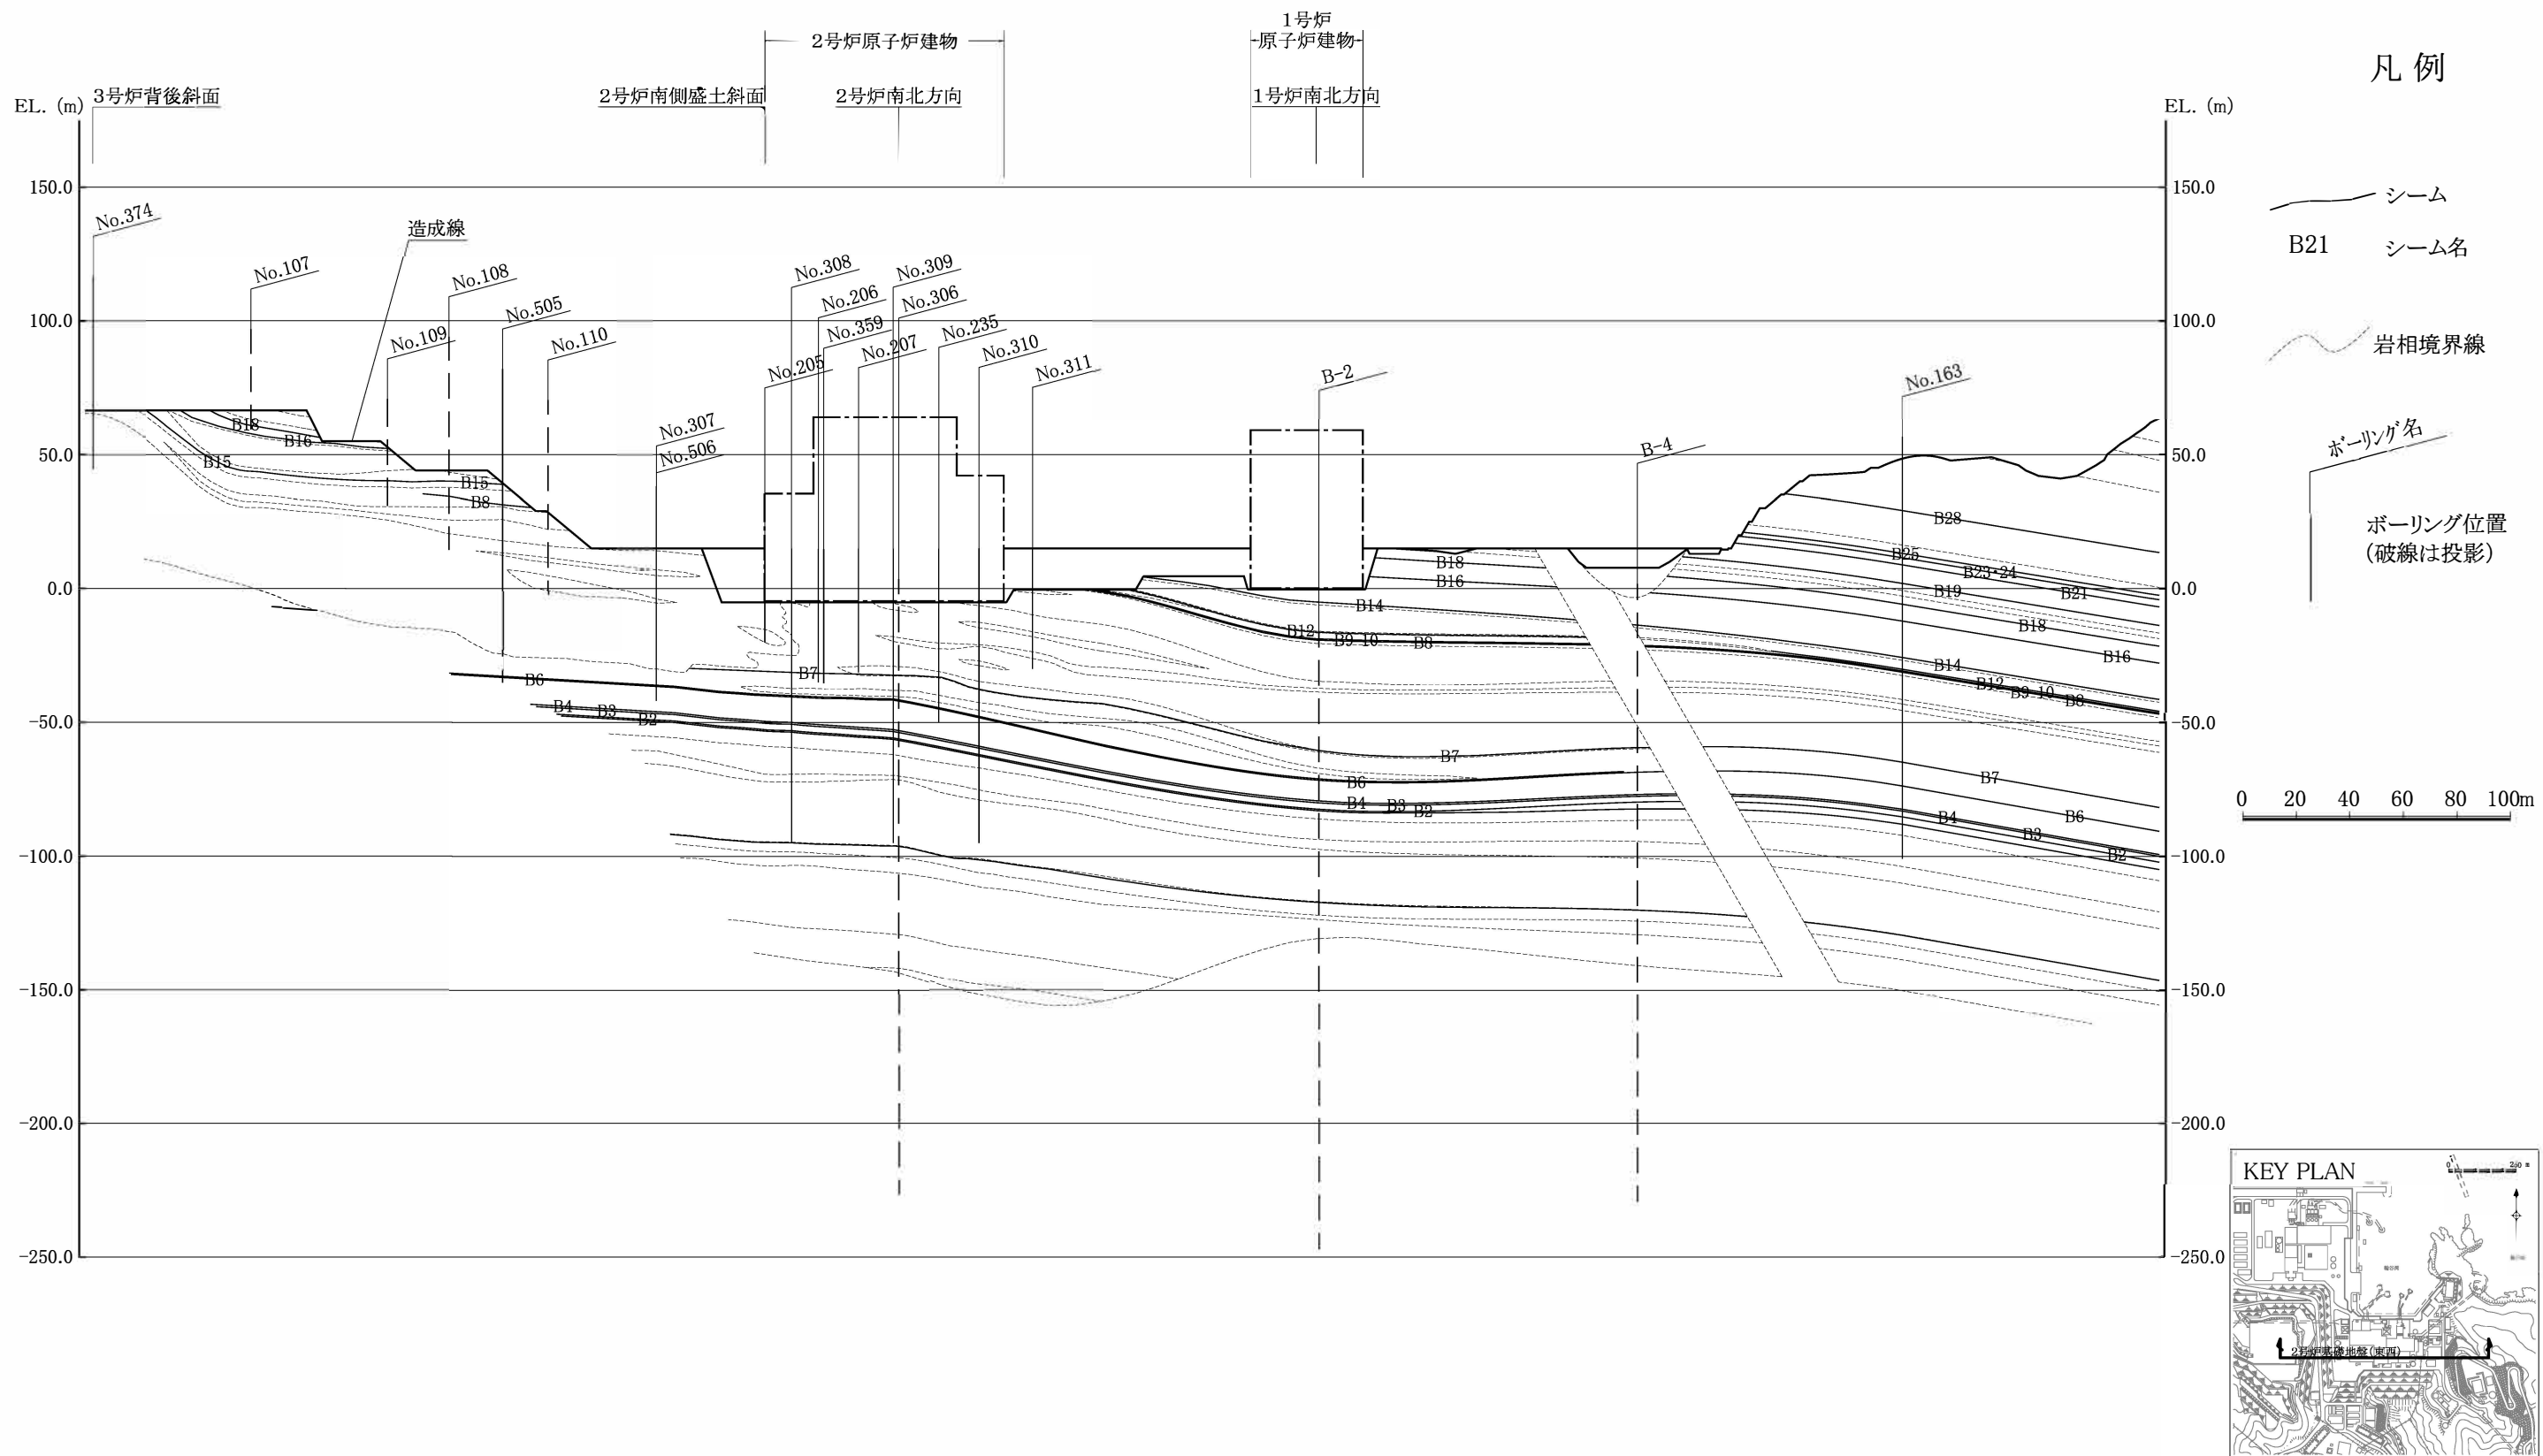 1号炉
2号炉原子炉建物
原子炉建物
凡 例
EL. (m)
3号炉背後斜面
2号炉南側盛土斜面
2号炉南北方向
1号炉南北方向
EL. (m)
150.0
150.0
シーム
No.374
造成線
B21
シーム名
No.107
No.108
No.308
No.309
No.505
No.206
No.306
100.0
100.0
No.109
No.110
No.359
No.235
岩相境界線
No.205
No.207
No.310
No.311
B-2
No.163
B18
B16
No.307
ボーリング名
50.0
B15
No.506
B-4
50.0
B15
B8
B28
ボーリング位置
(破線は投影)
B25
B18
B23・24
B16
0.0
B19
B21
0.0
B14
B12
B9-10
B8
B18
B16
B14
B7
B6
B12
B9-10
B8
B4
B3
B2
-50.0
-50.0
B7
B7
B6
B4
B3
B2
B6
B4
B3
B2
0 20 40 60 80 100m
-100.0
-100.0
-150.0
-150.0
-200.0
-200.0
KEY PLAN
-250.0
-250.0
2号炉基礎地盤(東西)